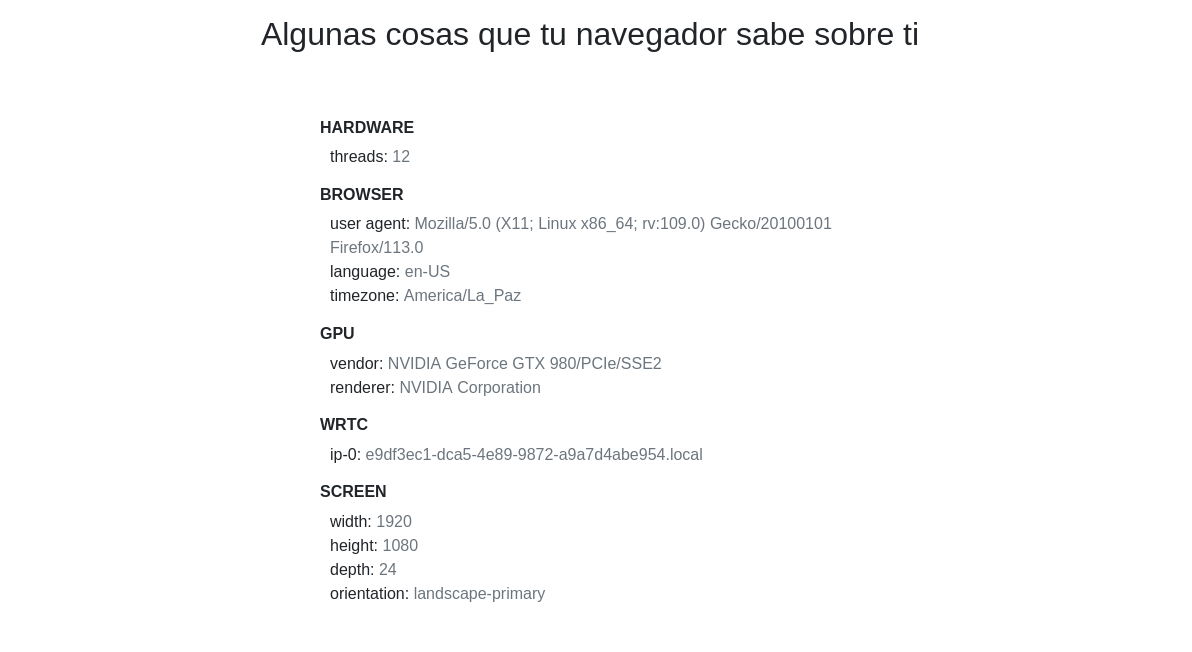 Algunas cosas que tu navegador sabe sobre ti
HARDWARE
threads: 12
BROWSER
user agent: Mozilla/5.0 (X11; Linux x86_64; rv:109.0) Gecko/20100101
Firefox/113.0
language: en-US
timezone: America/La_Paz
GPU
vendor: NVIDIA GeForce GTX 980/PCIe/SSE2
renderer: NVIDIA Corporation
WRTC
ip-0: e9df3ec1-dca5-4e89-9872-a9a7d4abe954.local
SCREEN
width: 1920
height: 1080
depth: 24
orientation: landscape-primary